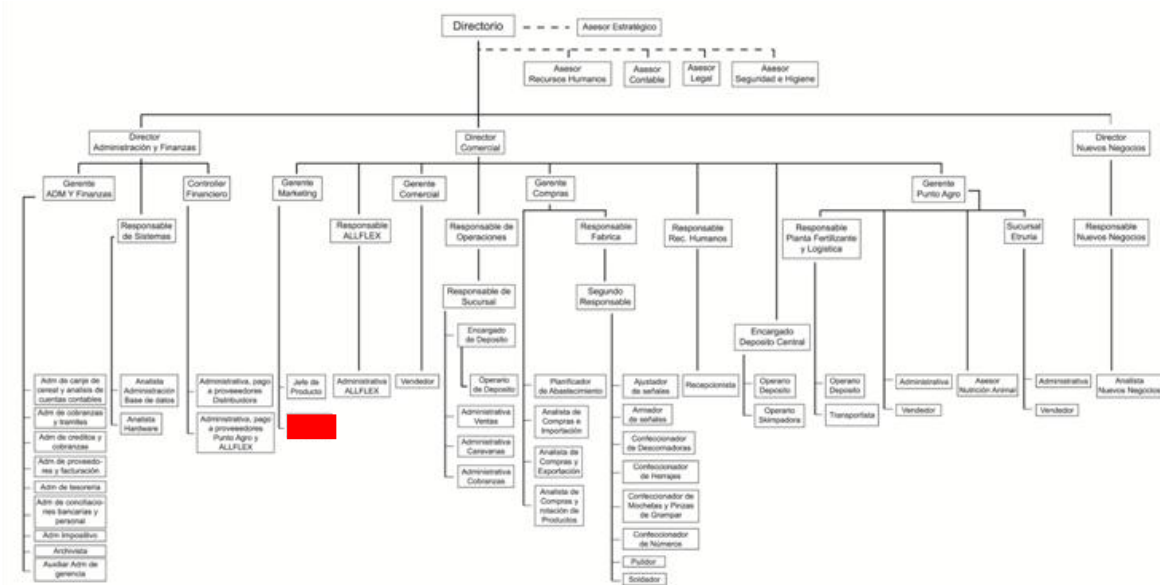 Directorio
Asesor Estratégico
Asesor
Recursos Humanos
Asesor
Contable
Asesor
Legal
Asesor
Seguridad e Higiene
Director
Administración y Finanzas
Director
Comercial
Director
Nuevos Negocios
Gerente
ADM Y Finanzas
Controller
Financiero
Gerente
Marketing
Gerente
Comercial
Gerente
Compras
Gerente
Punto Agro
Responsable
de Sistemas
Responsable
ALLFLEX
Responsable de
Operaciones
Responsable
Fabrica
Responsable
Rec. Humanos
Responsable
Planta Fertilizante
y Logística
Sucursal
Etruria
Responsable
Nuevos Negocios
Responsable de
Sucursal
Segundo
Responsable
Encargado
de Deposito
Encargado
Deposito Central
Adm de canje de
cereal y analisis de
cuentas contables
Adm de cobranzas
y tramites
Adm de creditos y
cobranzas
Adm de proveedo-
res y facturación
Adm de tesoreria
Adm de conciliacio-
nes bancarias y
personal
Adm Impositivo
Archivista
Auxiliar Adm de
gerencia
Analista
Administración
Base de datos
Analista
Hardware
Administrativa, pago
a proveedores
Distribuidora
Administrativa, pago
a proveedores
Punto Agro y
ALLFLEX
Jefe de
Producto
Administrativa
ALLFLEX
Vendedor
Operario
de Deposito
Administrativa
Ventas
Administrativa
Caravanas
Administrativa
Cobranzas
Planificador
de Abastecimiento
Analista de
Compras e
Importación
Analista de
Compras y
Exportación
Analista de
Compras y
rotación de
Productos
Ajustador
de señales
Armador
de señales
Confeccionador
de Descornadoras
Confeccionador
de Herrajes
Confeccionador de
Mochetas y Pinzas
de Grampar
Confeccionador
de Números
Pulidor
Soldador
Recepcionista
Operario
Deposito
Operario
Skimpadora
Operario
Deposito
Transportista
Administrativa
Vendedor
Asesor
Nutrición Animal
Administrativa
Vendedor
Analista
Nuevos Negocios